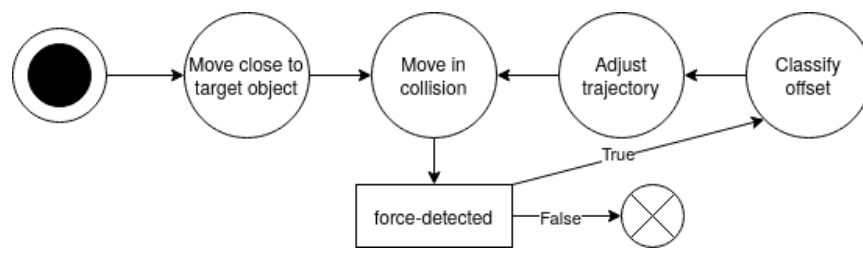 Move close to
target object
Move in
collision
Adjust
trajectory
Classify
offset
True
force-detected
False